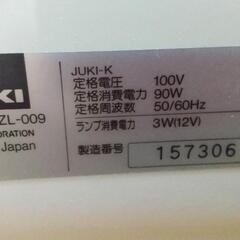 KI
JUKI-K
定格電圧 100V
ZL-009
定格消費電力 90W
定格周波数 50/60Hz
ORATION
ランプ消費電力 3W(12V)
Japan
製造番号 157306